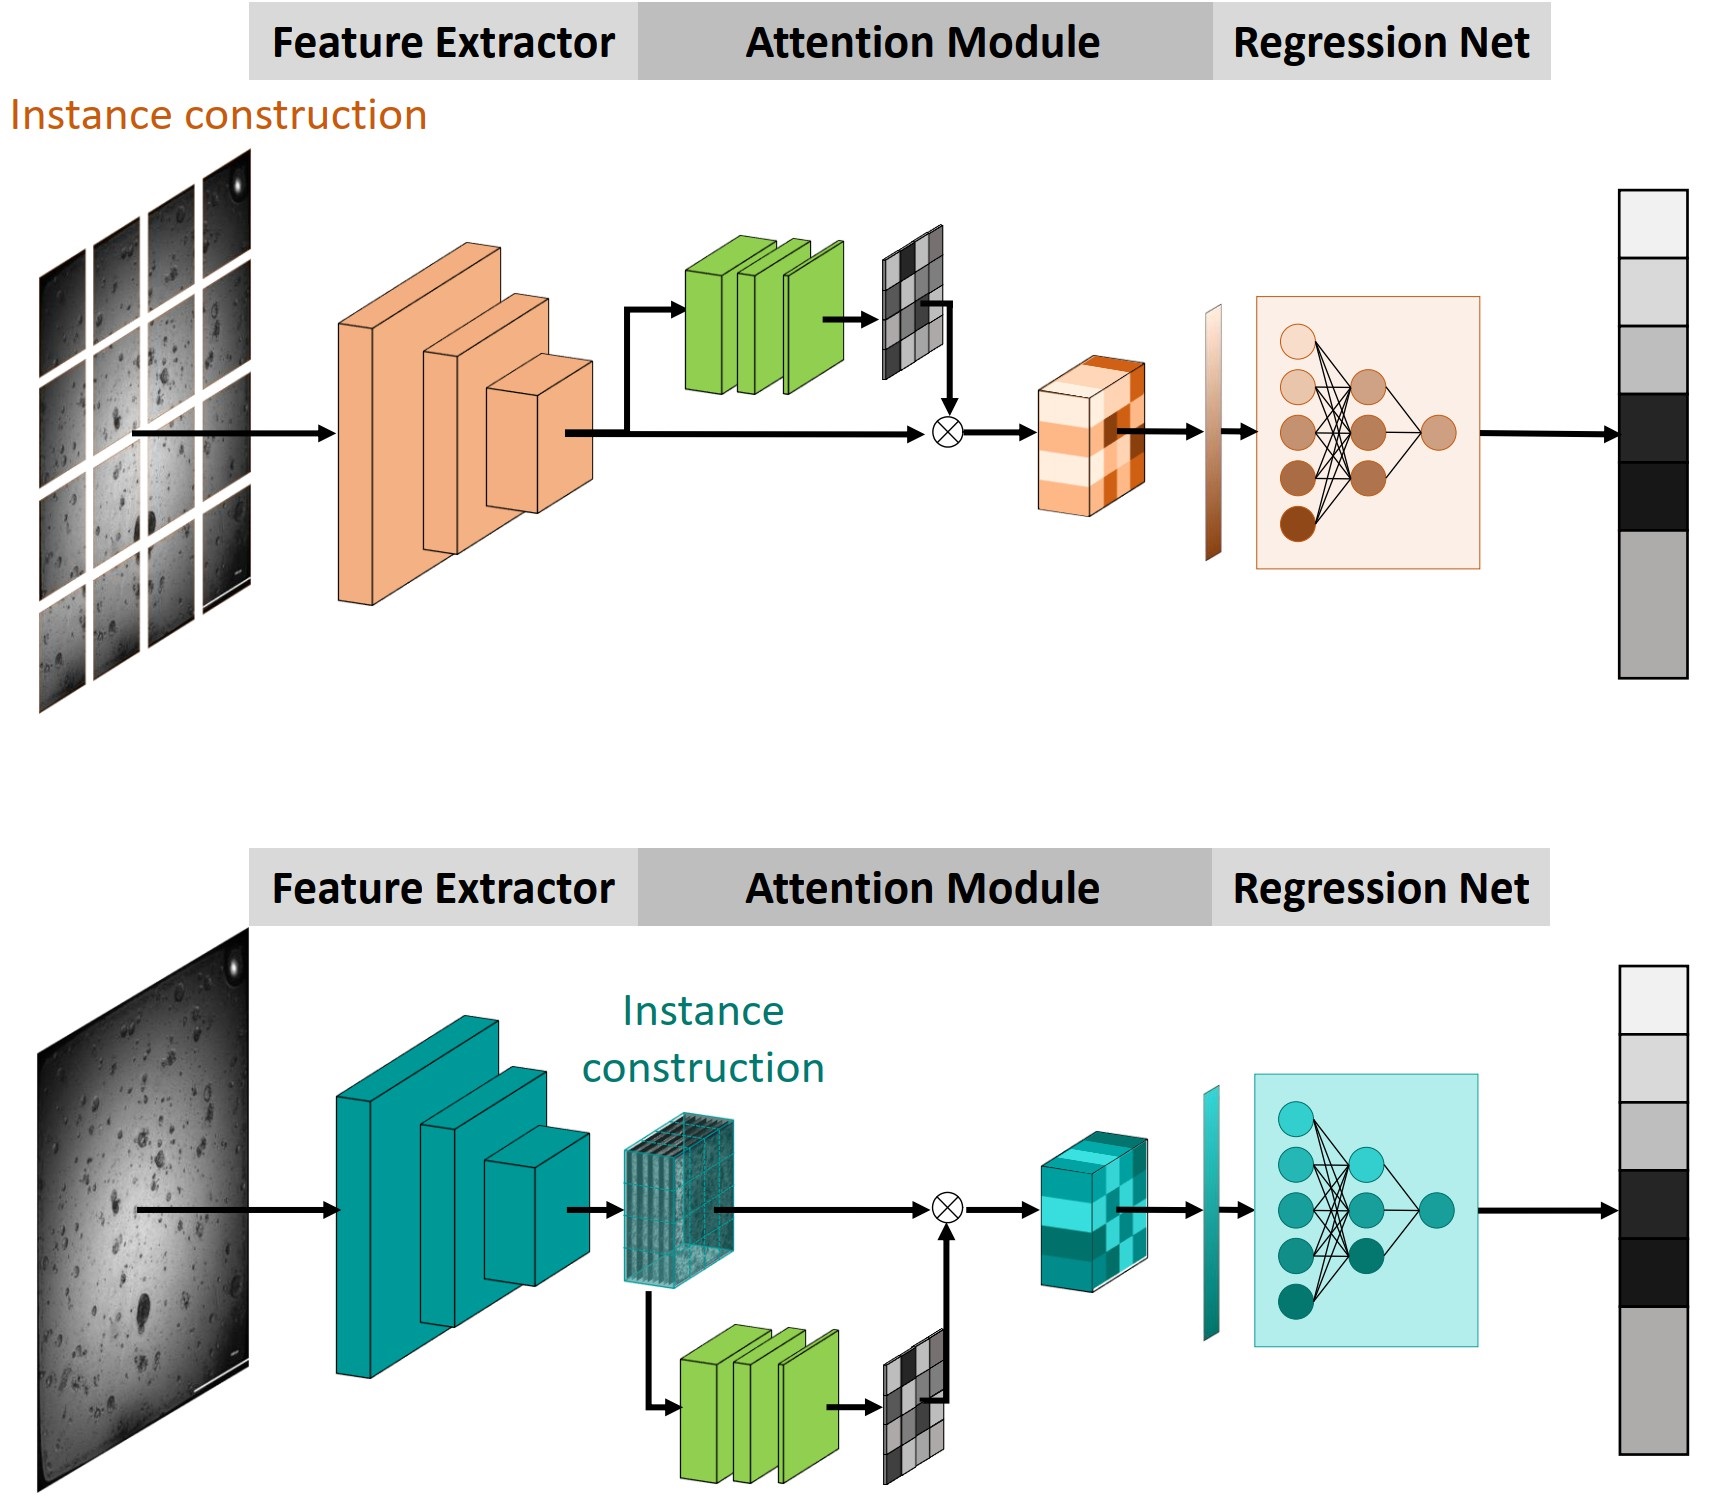 Feature Extractor
Attention Module
Regression Net
Instance construction
Feature Extractor
Attention Module
Regression Net
Instance
construction